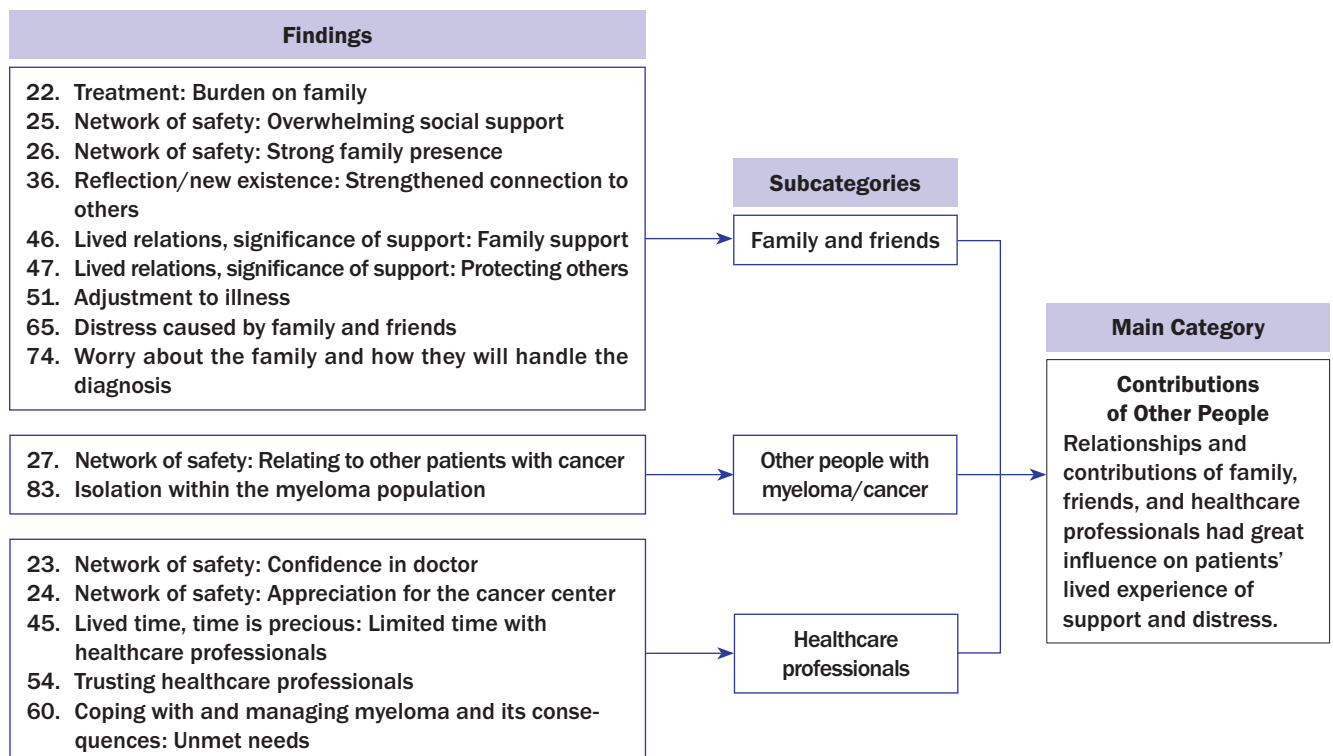 Findings
22. Treatment: Burden on family
25. Network of safety: Overwhelming social support
26. Network of safety: Strong family presence
36. Reflection/new existence: Strengthened connection to
others
46. Lived relations, significance of support: Family support
47. Lived relations, significance of support: Protecting others
51. Adjustment to illness
65. Distress caused by family and friends
74. Worry about the family and how they will handle the
diagnosis
27. Network of safety: Relating to other patients with cancer
83. Isolation within the myeloma population
23. Network of safety: Confidence in doctor
24. Network of safety: Appreciation for the cancer center
45. Lived time, time is precious: Limited time with
healthcare professionals
54. Trusting healthcare professionals
60. Coping with and managing myeloma and its conse-
quences: Unmet needs
Subcategories
Family and friends
Other people with
myeloma/cancer
Healthcare
professionals
Main Category
Contributions
of Other People
Relationships and
contributions of family,
friends, and healthcare
professionals had great
influence on patients’
lived experience of
support and distress.